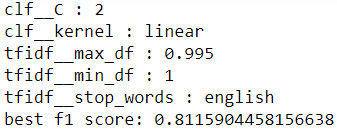 clf__C : 2
clf__kernel : linear
tfidf__max_df : 0.995
tfidf__min_df : 1
tfidf__stop_words : english
best f1 score: 0.8115904458156638